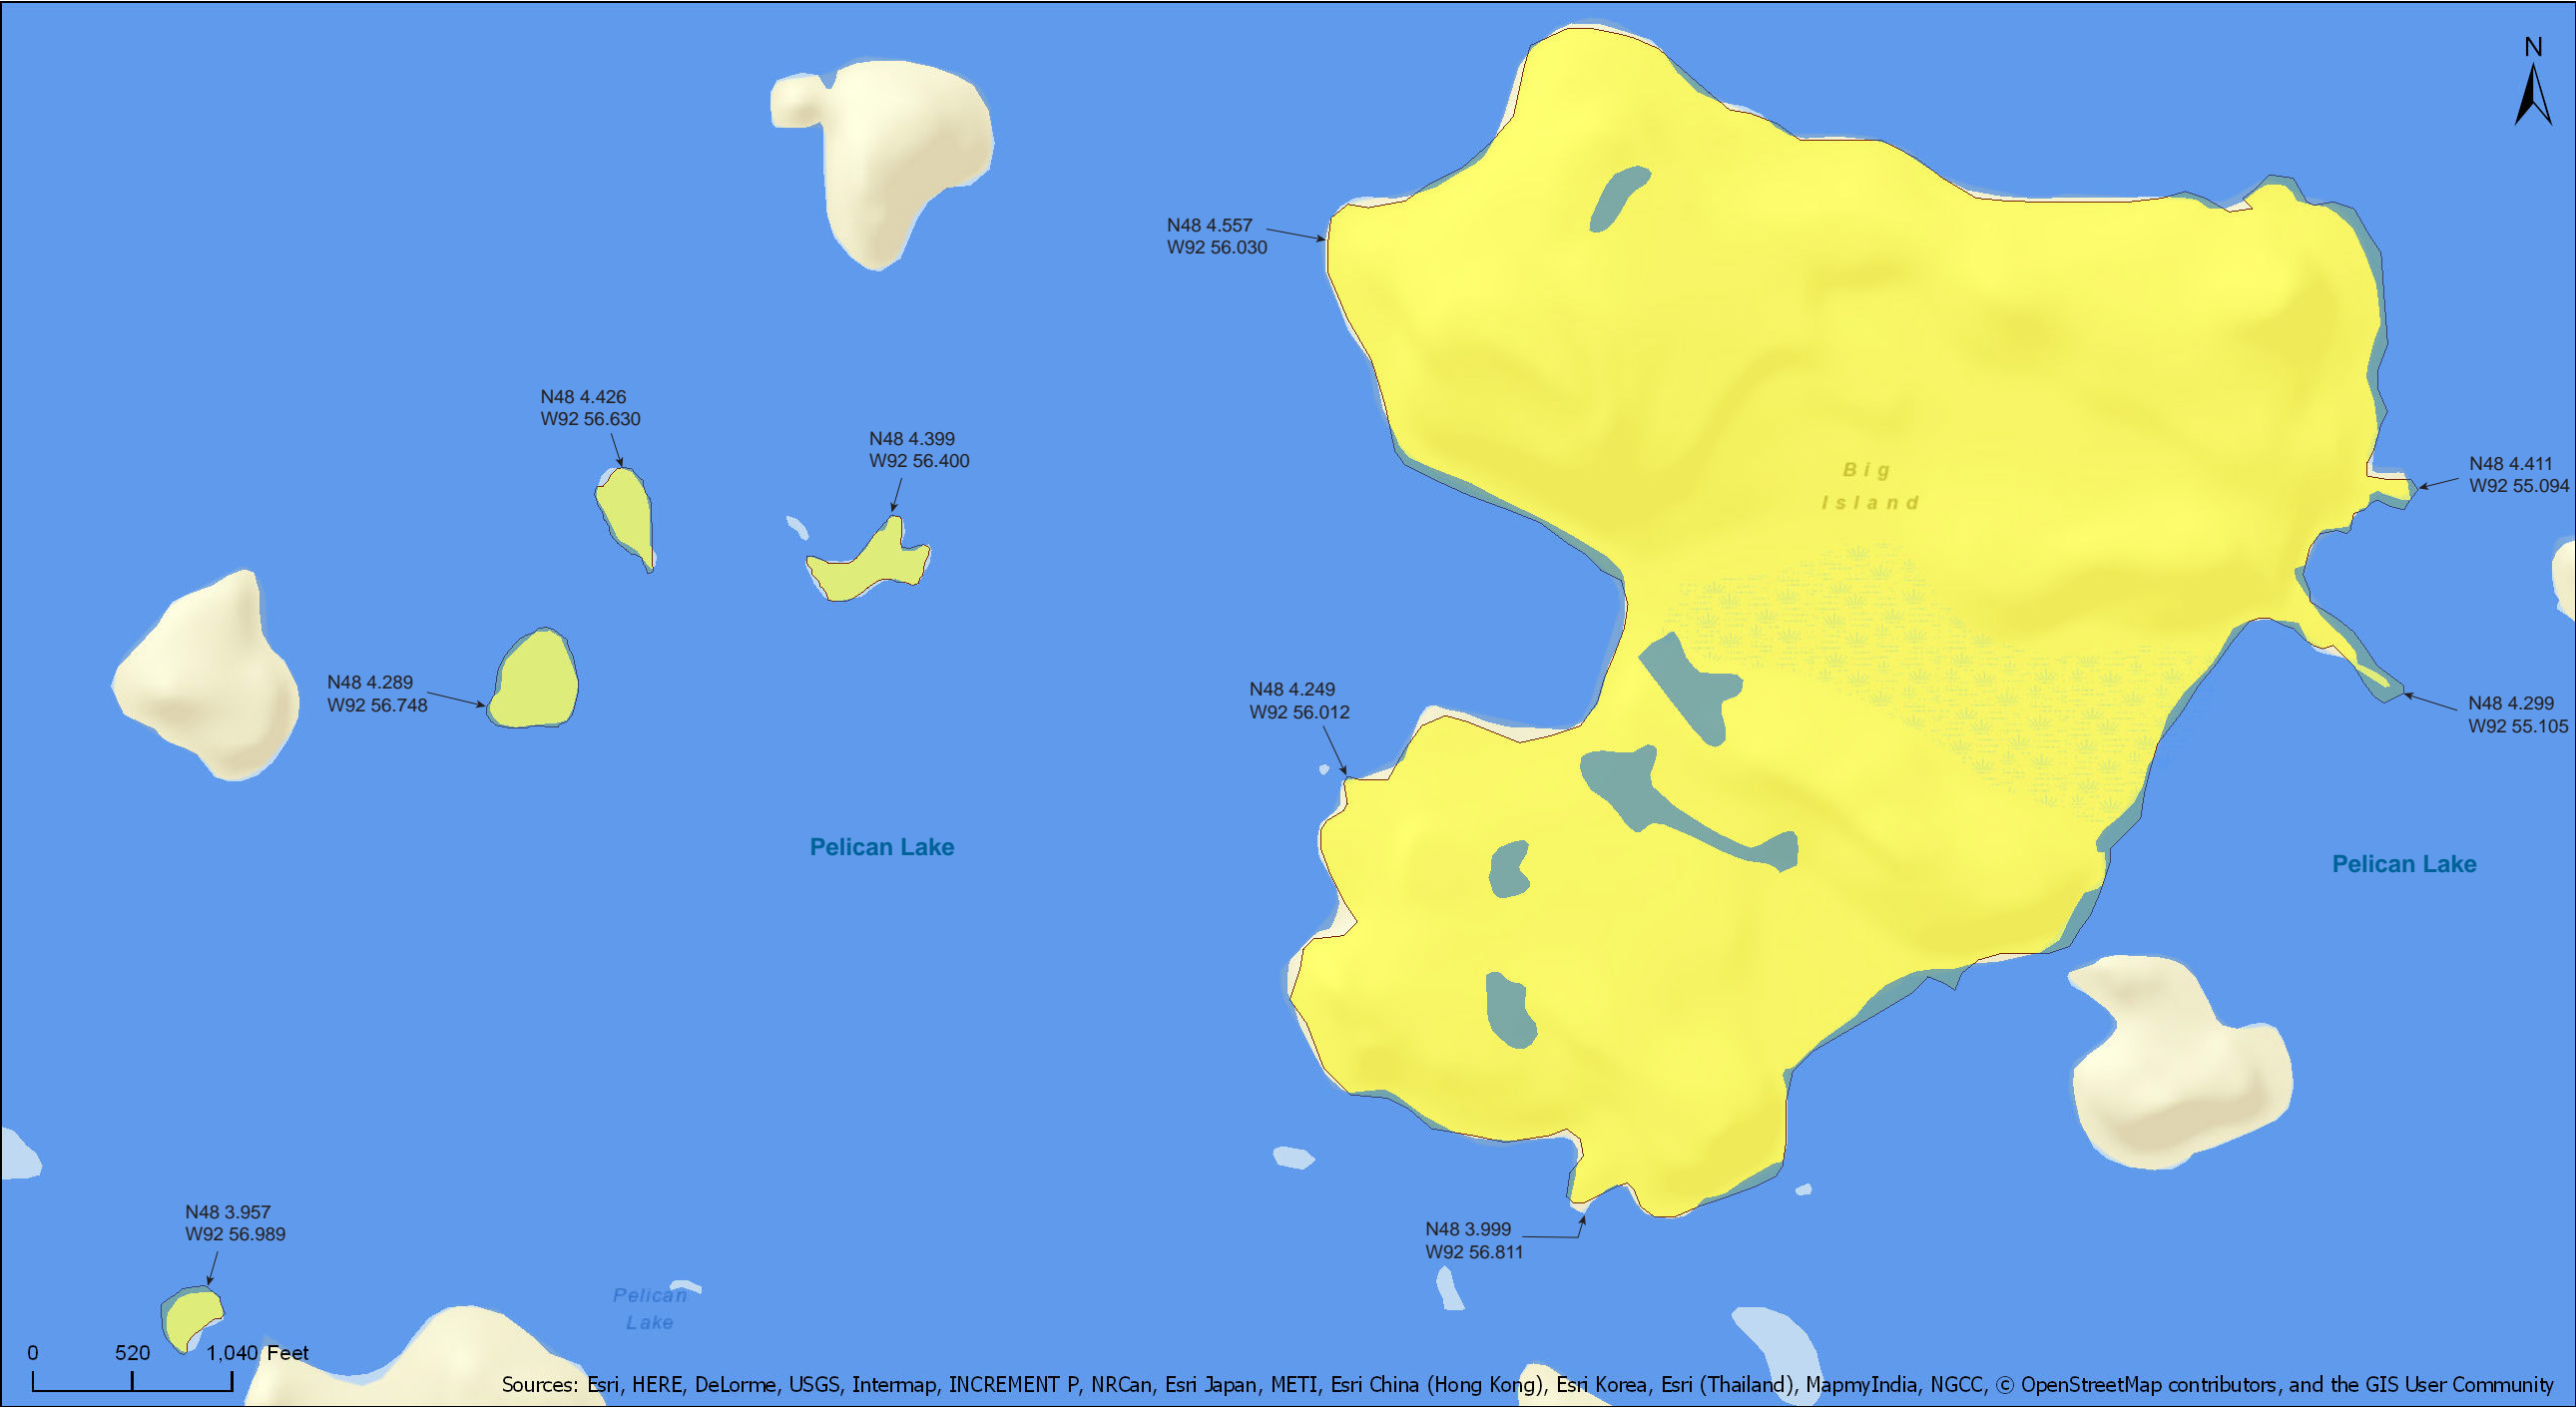 N
N48 4.557
W92 56.030
N48 4.426
W92 56.630
N48 4.399
W92 56.400
Big
Island
N48 4.411
W92 55.094
N48 4.289
W92 56.748
N48 4.249
W92 56.012
N48 4.299
W92 55.105
Pelican Lake
Pelican Lake
N48 3.957
W92 56.989
N48 3.999
W92 56.811
Pelican
Lake
0 520 1,040 Feet
Sources: Esri, HERE, DeLorme, USGS, Intermap, INCREMENT P, NRCan, Esri Japan, METI, Esri China (Hong Kong), Esri Korea, Esri (Thailand), MapmyIndia, NGCC, © OpenStreetMap contributors, and the GIS User Community